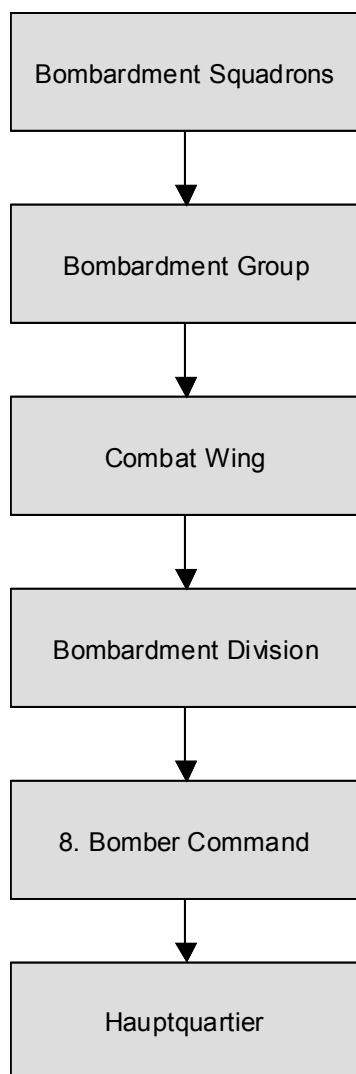 Bombardment Squadrons
Bombardment Group
Combat Wing
Bombardment Division
8. Bomber Command
Hauptquartier